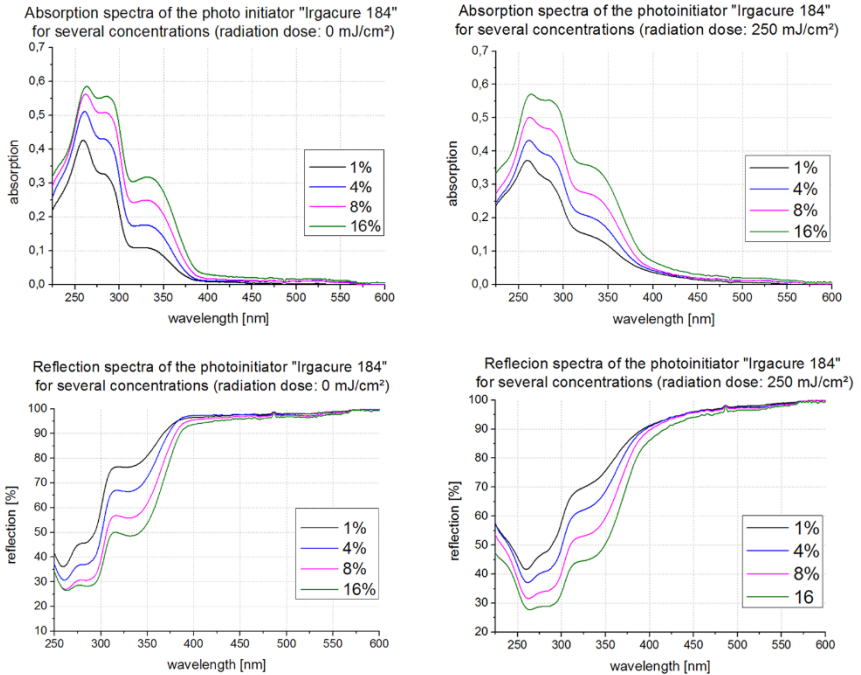 Absorption spectra of the photo initiator "Irgacure 184"
for several concentrations (radiation dose: 0 mJ/cm²)
0,7
0,6
0,5
0,4
0,3
0,2
0,1
0,0
absorption
1%
4%
8%
16%
250 300 350 400 450 500 550 600
wavelength [nm]
Absorption spectra of the photoinitiator "Irgacure 184"
for several concentrations (radiation dose: 250 mJ/cm²)
0,7
0,6
0,5
0,4
0,3
0,2
0,1
0,0
absorption
1%
4%
8%
16%
250 300 350 400 450 500 550 600
wavelength [nm]
Reflection spectra of the photoinitiator "Irgacure 184"
for several concentrations (radiation dose: 0 mJ/cm²)
100
90
80
70
60
50
40
30
20
10
reflection [%]
1%
4%
8%
16%
250 300 350 400 450 500 550 600
wavelength [nm]
Reflecion spectra of the photoinitiator "Irgacure 184"
for several concentrations (radiation dose: 250 mJ/cm²)
100
90
80
70
60
50
40
30
20
reflection [%]
1%
4%
8%
16
250 300 350 400 450 500 550 600
wavelength [nm]